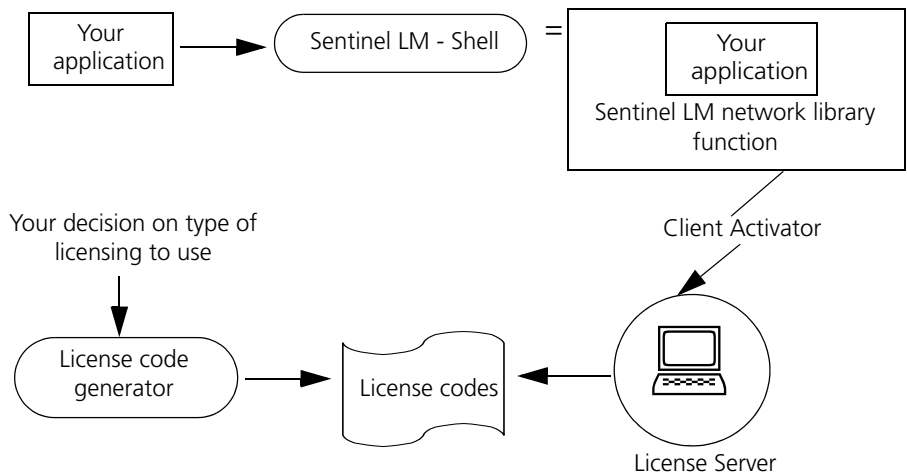 Your
application
Sentinel LM - Shell
=
Your
application
Sentinel LM network library
function
Your decision on type of
licensing to use
Client Activator
License code
generator
License codes
License Server